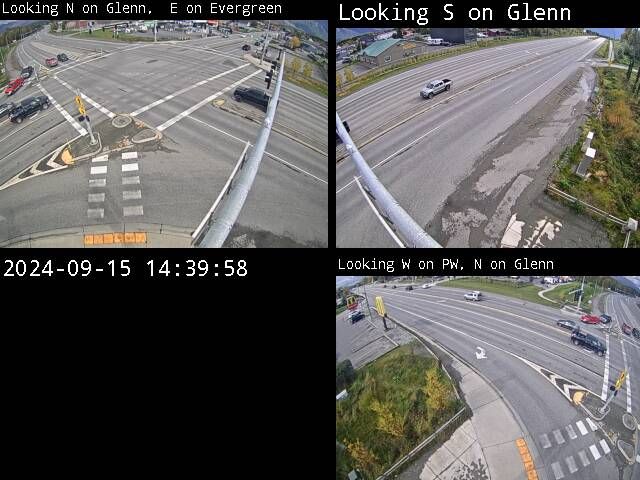 Looking N on Glenn,  E on Evergreen
Looking S on Glenn
2024-09-15 14:39:58
Looking W on PW, N on Glenn